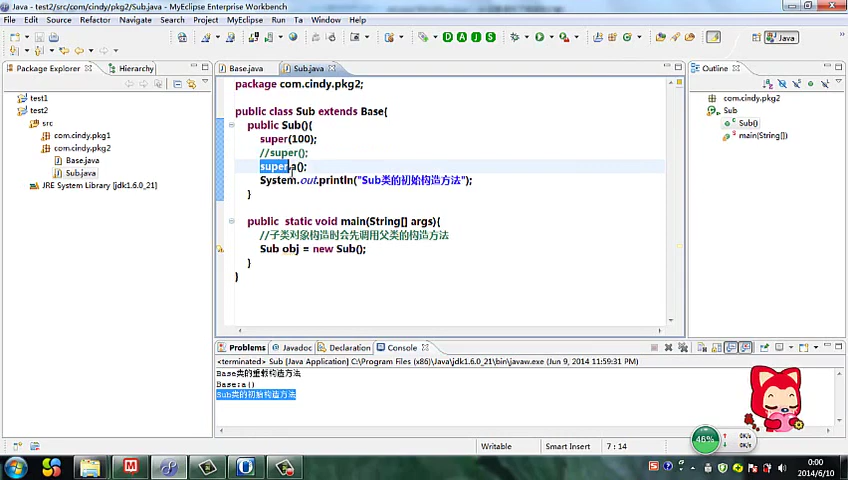 Java - test2/src/com/cindy/pkg2/Sub.java - MyEclipse Enterprise Workbench
File Edit Source Refactor Navigate Search Project MyEclipse Run Ta Window Help
Java
Package Explorer Hierarchy
test1
test2
src
com.cindy.pkg1
com.cindy.pkg2
Base.java
Sub.java
JRE System Library [jdk1.6.0_21]
Base.java Sub.java
package com.cindy.pkg2;
public class Sub extends Base{
public Sub(){
super(100);
//super();
super.a();
System.out.println("Sub类的初始构造方法");
}
public static void main(String[] args){
//子类对象构造时会先调用父类的构造方法
Sub obj = new Sub();
}
}
Outline
com.cindy.pkg2
Sub
Sub()
main(String[])
Problems Javadoc Declaration Console
<terminated> Sub [Java Application] C:\Program Files (x86)\Java\jdk1.6.0_21\bin\javaw.exe (Jun 9, 2014 11:59:31 PM)
Base类的重载构造方法
Base:a()
Sub类的初始构造方法
46%
0K/s
0K/s
Writable Smart Insert 7 : 14
0:00
2014/6/10